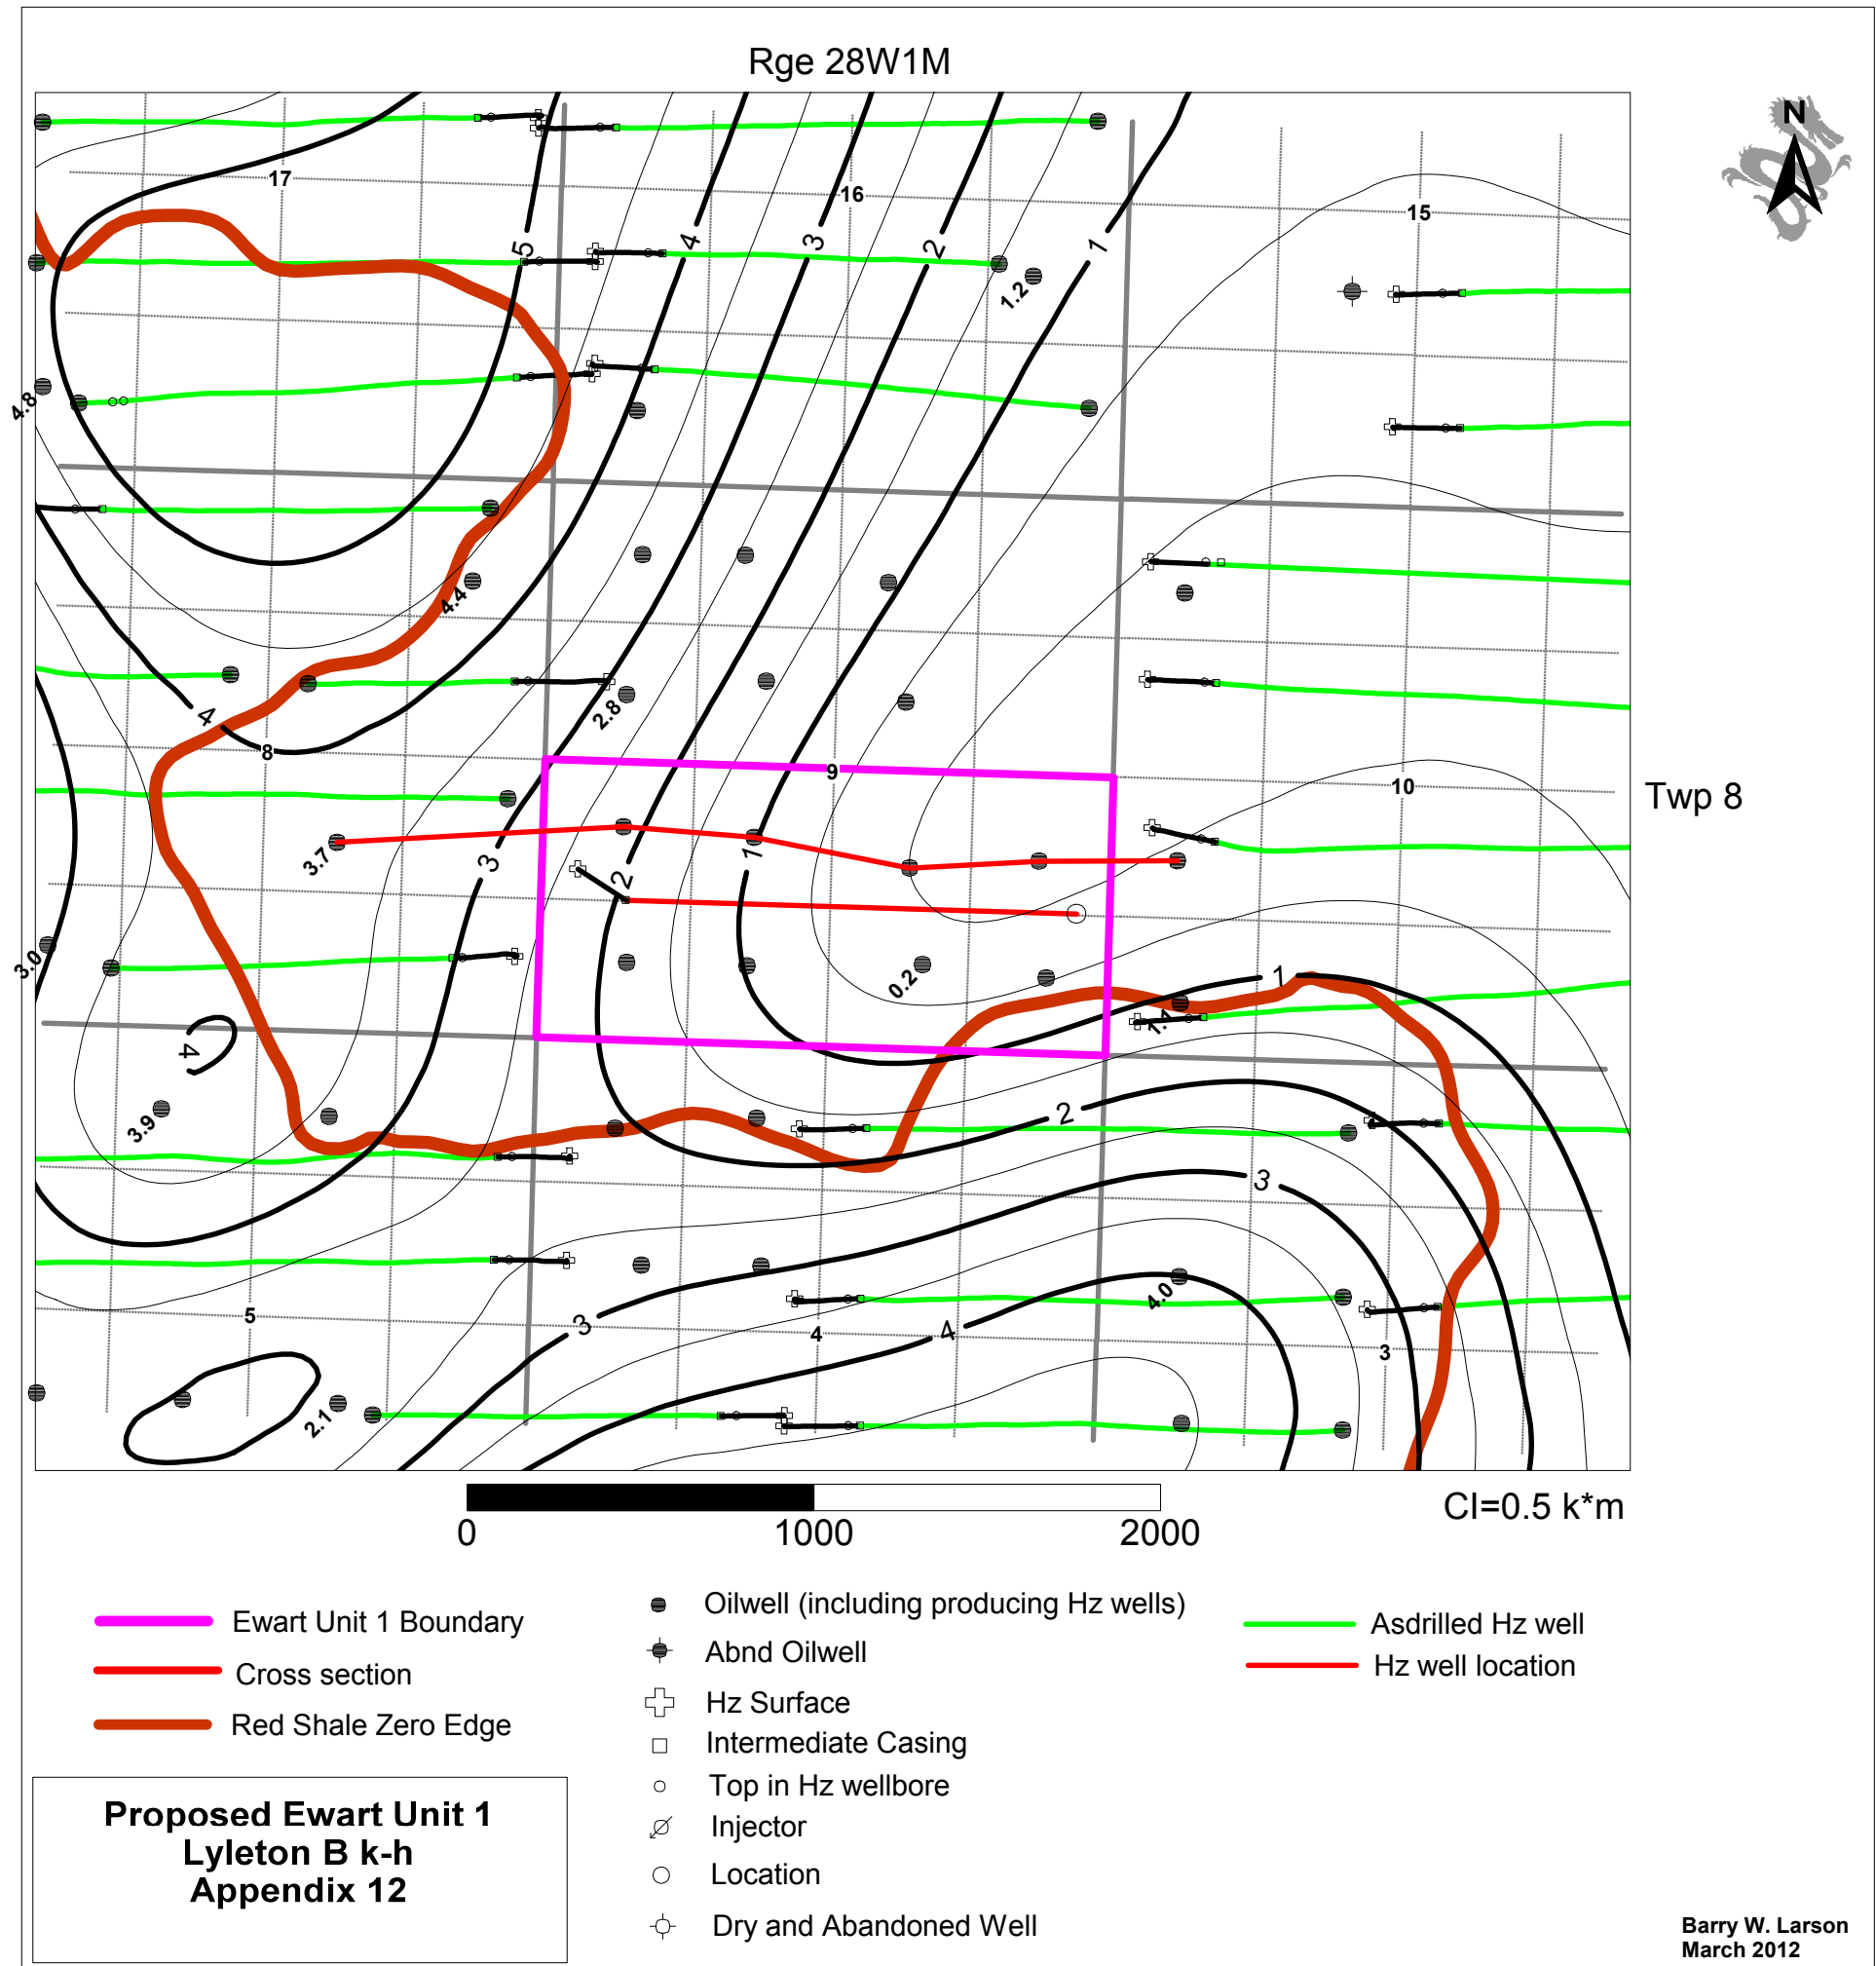 Rge 28W1M
N
17
16
15
5
4
3
2
1
1.2
4.8
4.4
2.8
4
8
9
10
Twp 8
3.7
3
2
1
3.0
0.2
1
1.1
4
3.9
2
3
4.0
5
3
4
4
3
2.1
0
1000
2000
CI=0.5 k*m
Ewart Unit 1 Boundary
Cross section
Red Shale Zero Edge
Oilwell (including producing Hz wells)
Abnd Oilwell
Hz Surface
Intermediate Casing
Top in Hz wellbore
Injector
Location
Dry and Abandoned Well
Asdrilled Hz well
Hz well location
Proposed Ewart Unit 1
Lyleton B k-h
Appendix 12
Barry W. Larson
March 2012